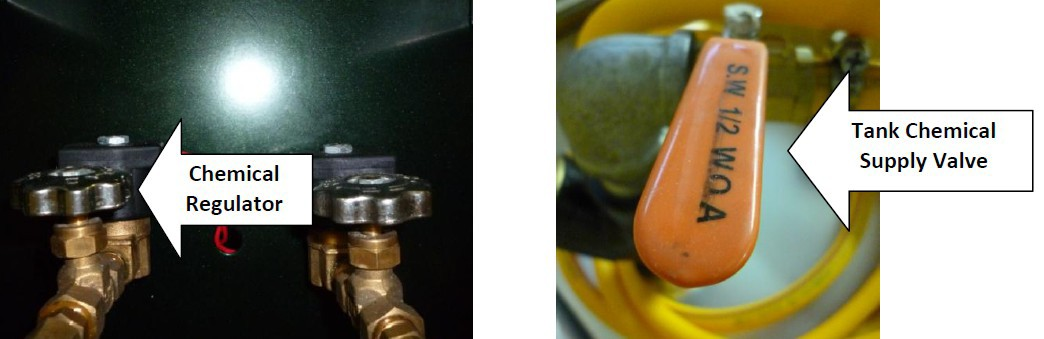 Chemical
Regulator
S.W 1/2 W.O.A
Tank Chemical
Supply Valve